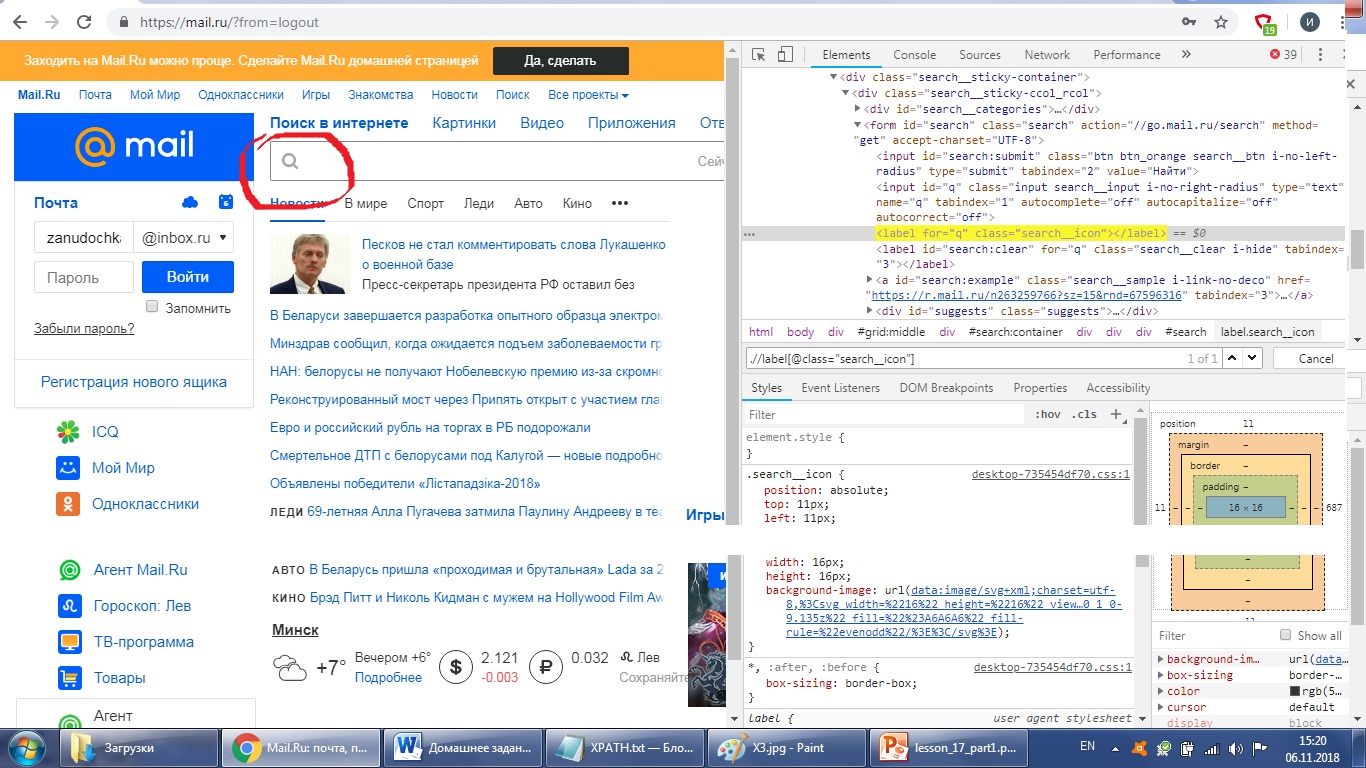 https://mail.ru/?from=logout
19
И
Заходить на Mail.Ru можно проще. Сделайте Mail.Ru домашней страницей
Да, сделать
Mail.Ru Почта Мой Мир Одноклассники Игры Знакомства Новости Поиск Все проекты
@mail
Поиск в интернете Картинки Видео Приложения Отв
Сейч
Новости В мире Спорт Леди Авто Кино •••
Почта
6
zanudochka @inbox.ru
Пароль Войти
Запомнить
Забыли пароль?
Регистрация нового ящика
ICQ
Мой Мир
Одноклассники
Агент Mail.Ru
Гороскоп: Лев
ТВ-программа
Товары
Агент
Песков не стал комментировать слова Лукашенко
о военной базе
Пресс-секретарь президента РФ оставил без
В Беларуси завершается разработка опытного образца электром
Минздрав сообщил, когда ожидается подъем заболеваемости гр
НАН: белорусы не получают Нобелевскую премию из-за скромно
Реконструированный мост через Припять открыт с участием гла
Евро и российский рубль на торгах в РБ подорожали
Смертельное ДТП с белорусами под Калугой — новые подробно
Объявлены победители «Лістападзіка-2018»
ЛЕДИ 69-летняя Алла Пугачева затмила Паулину Андрееву в теа
Игры
АВТО В Беларусь пришла «проходимая и брутальная» Lada за 2
КИНО Брэд Питт и Николь Кидман с мужем на Hollywood Film Aw
Минск
+7° Вечером +6° $ 2.121 ₽ 0.032 Лев
Подробнее -0.003 Сохраняйте
Elements Console Sources Network Performance » 39
<div class="search__sticky-container">
<div class="search__sticky-ccol_rcol">
<div id="search__categories">…</div>
<form id="search" class="search" action="//go.mail.ru/search" method=
"get" accept-charset="UTF-8">
<input id="search:submit" class="btn btn_orange search__btn i-no-left-
radius" type="submit" tabindex="2" value="Найти">
<input id="q" class="input search__input i-no-right-radius" type="text"
name="q" tabindex="1" autocomplete="off" autocapitalize="off"
autocorrect="off">
… <label for="q" class="search__icon"></label> == $0
<label id="search:clear" for="q" class="search__clear i-hide" tabindex=
"3"></label>
<a id="search:example" class="search__sample i-link-no-deco" href=
"https://r.mail.ru/n263259766?sz=15&rnd=67596316" tabindex="3">…</a>
<div id="suggests" class="suggests">…</div>
html body div #grid:middle div #search:container div div div #search label.search__icon
.//label[@class="search__icon"] 1 of 1 Cancel
Styles Event Listeners DOM Breakpoints Properties Accessibility
Filter :hov .cls +
element.style {
}
.search__icon { desktop-735454df70.css:1
position: absolute;
top: 11px;
left: 11px;
width: 16px;
height: 16px;
background-image: url(data:image/svg+xml;charset=utf-
8,%3Csvg width=%2216%22 height=%2216%22 view…0 1 0-
9.135z%22 fill=%22%23A6A6A6%22 fill-
rule=%22evenodd%22/%3E%3C/svg%3E);
}
*, :after, :before { desktop-735454df70.css:1
box-sizing: border-box;
}
label { user agent stylesheet
position 11
margin –
border –
padding –
11 – – – 16 × 16 – – – 687
–
–
–
11
Filter Show all
background-im… url(data…
box-sizing border-…
color rgb(5…
cursor default
display block
Загрузки
Mail.Ru: почта, п...
Домашнее задан...
XPATH.txt — Бло...
X3.jpg - Paint
lesson_17_part1.p...
EN
15:20
06.11.2018